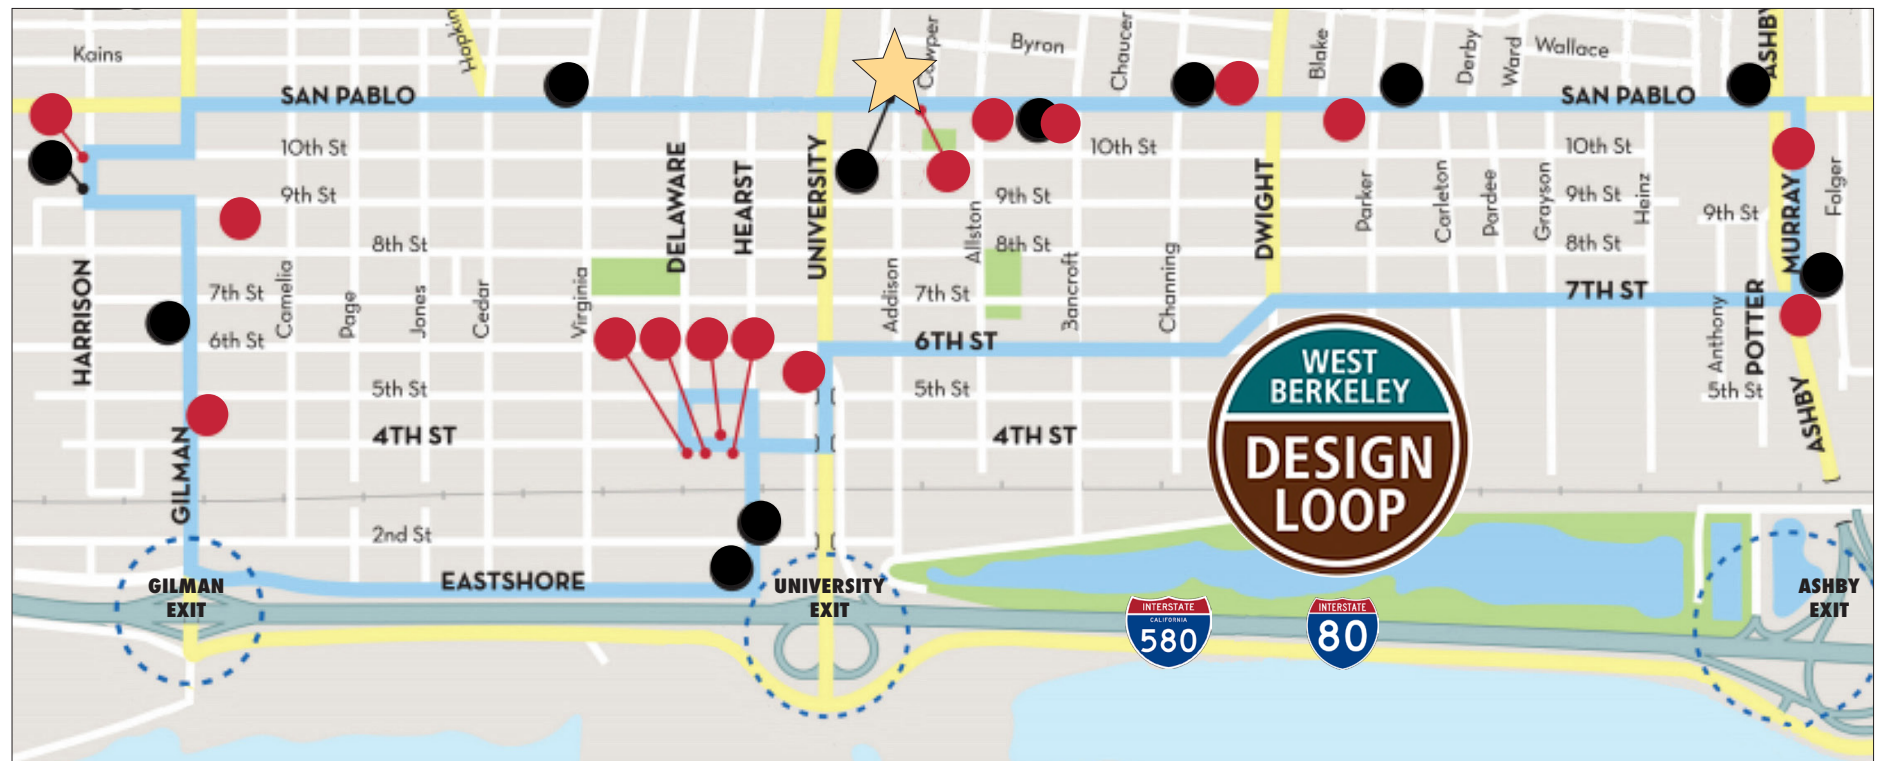 Kains
Hopkin
Cowper
Byron
Chaucer
Blake
Derby
Ward
Wallace
ASHBY
SAN PABLO
SAN PABLO
10th St
10th St
10th St
9th St
9th St
9th St
9th St
8th St
8th St
8th St
7th St
7th St
7TH ST
6th St
6TH ST
5th St
5th St
5th St
4TH ST
4TH ST
2nd St
EASTSHORE
HARRISON
GILMAN
Camelia
Page
Jones
Cedar
Virginia
DELAWARE
HEARST
UNIVERSITY
Addison
Allston
Bancroft
Channing
DWIGHT
Parker
Carleton
Pardee
Grayson
Heinz
Anthony
POTTER
MURRAY
Folger
ASHBY
WEST
BERKELEY
DESIGN
LOOP
GILMAN
EXIT
UNIVERSITY
EXIT
ASHBY
EXIT
INTERSTATE
CALIFORNIA
580
INTERSTATE
80